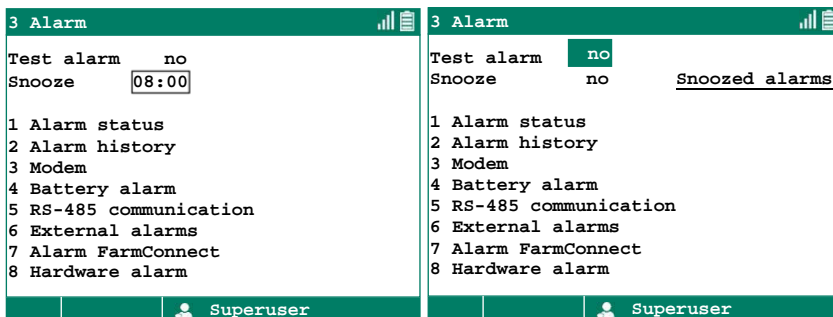 3 Alarm
Test alarm no
Snooze 08:00
1 Alarm status
2 Alarm history
3 Modem
4 Battery alarm
5 RS-485 communication
6 External alarms
7 Alarm FarmConnect
8 Hardware alarm
Superuser
3 Alarm
Test alarm no
Snooze no Snoozed alarms
1 Alarm status
2 Alarm history
3 Modem
4 Battery alarm
5 RS-485 communication
6 External alarms
7 Alarm FarmConnect
8 Hardware alarm
Superuser